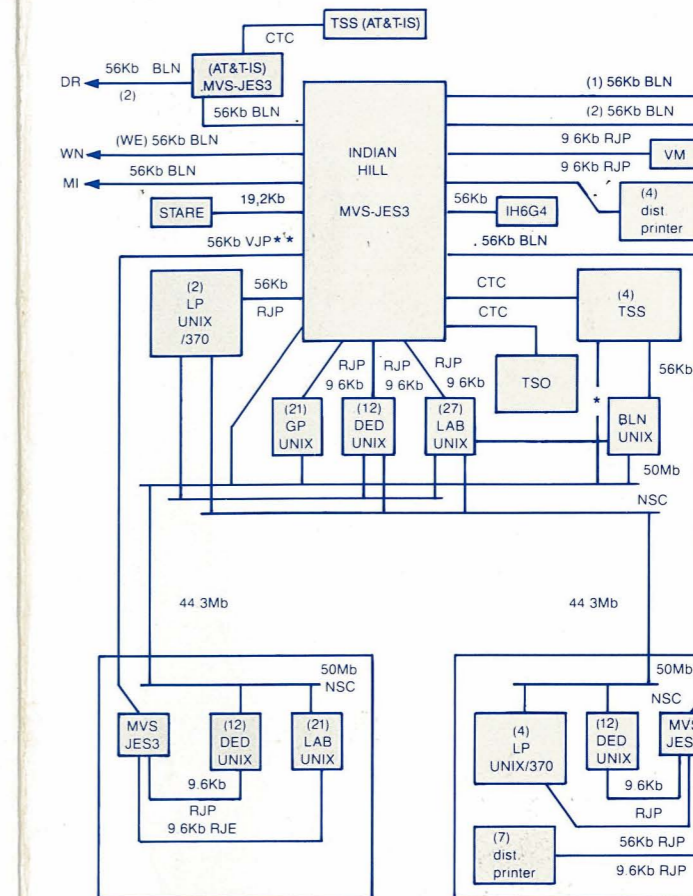 TSS (AT&T-IS)
CTC
56Kb BLN
(AT&T-IS)
MVS-JES3
DR
(2)
56Kb BLN
(1) 56Kb BLN
(2) 56Kb BLN
WN
(WE) 56Kb BLN
INDIAN
HILL
MVS-JES3
9 6Kb RJP
VM
MI
56Kb BLN
9 6Kb RJP
STARE
19,2Kb
56Kb
IH6G4
(4)
dist.
printer
56Kb VJP**
56Kb BLN
(2)
LP
UNIX
/370
56Kb
RJP
CTC
CTC
(4)
TSS
TSO
56Kb
RJP
9 6Kb
RJP
9 6Kb
RJP
9 6Kb
*
(21)
GP
UNIX
(12)
DED
UNIX
(27)
LAB
UNIX
BLN
UNIX
50Mb
NSC
44 3Mb
44 3Mb
50Mb
NSC
MVS
JES3
(12)
DED
UNIX
(21)
LAB
UNIX
9.6Kb
RJP
9 6Kb RJE
50Mb
NSC
(4)
LP
UNIX/370
(12)
DED
UNIX
MVS
JES
9 6Kb
RJP
(7)
dist.
printer
56Kb RJP
9.6Kb RJP